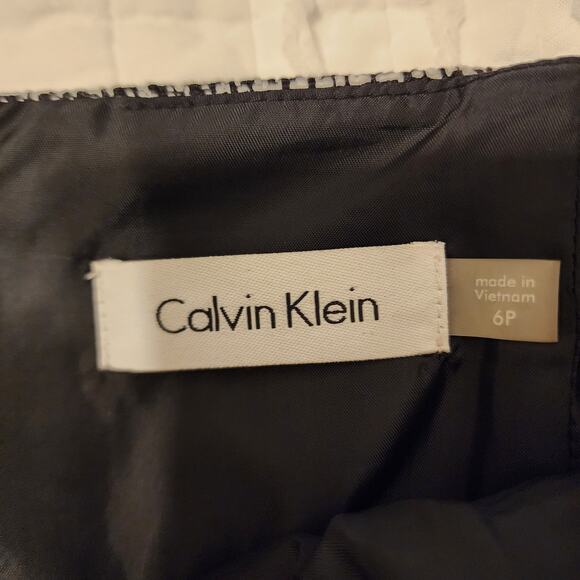 Calvin Klein
made in
Vietnam
6P